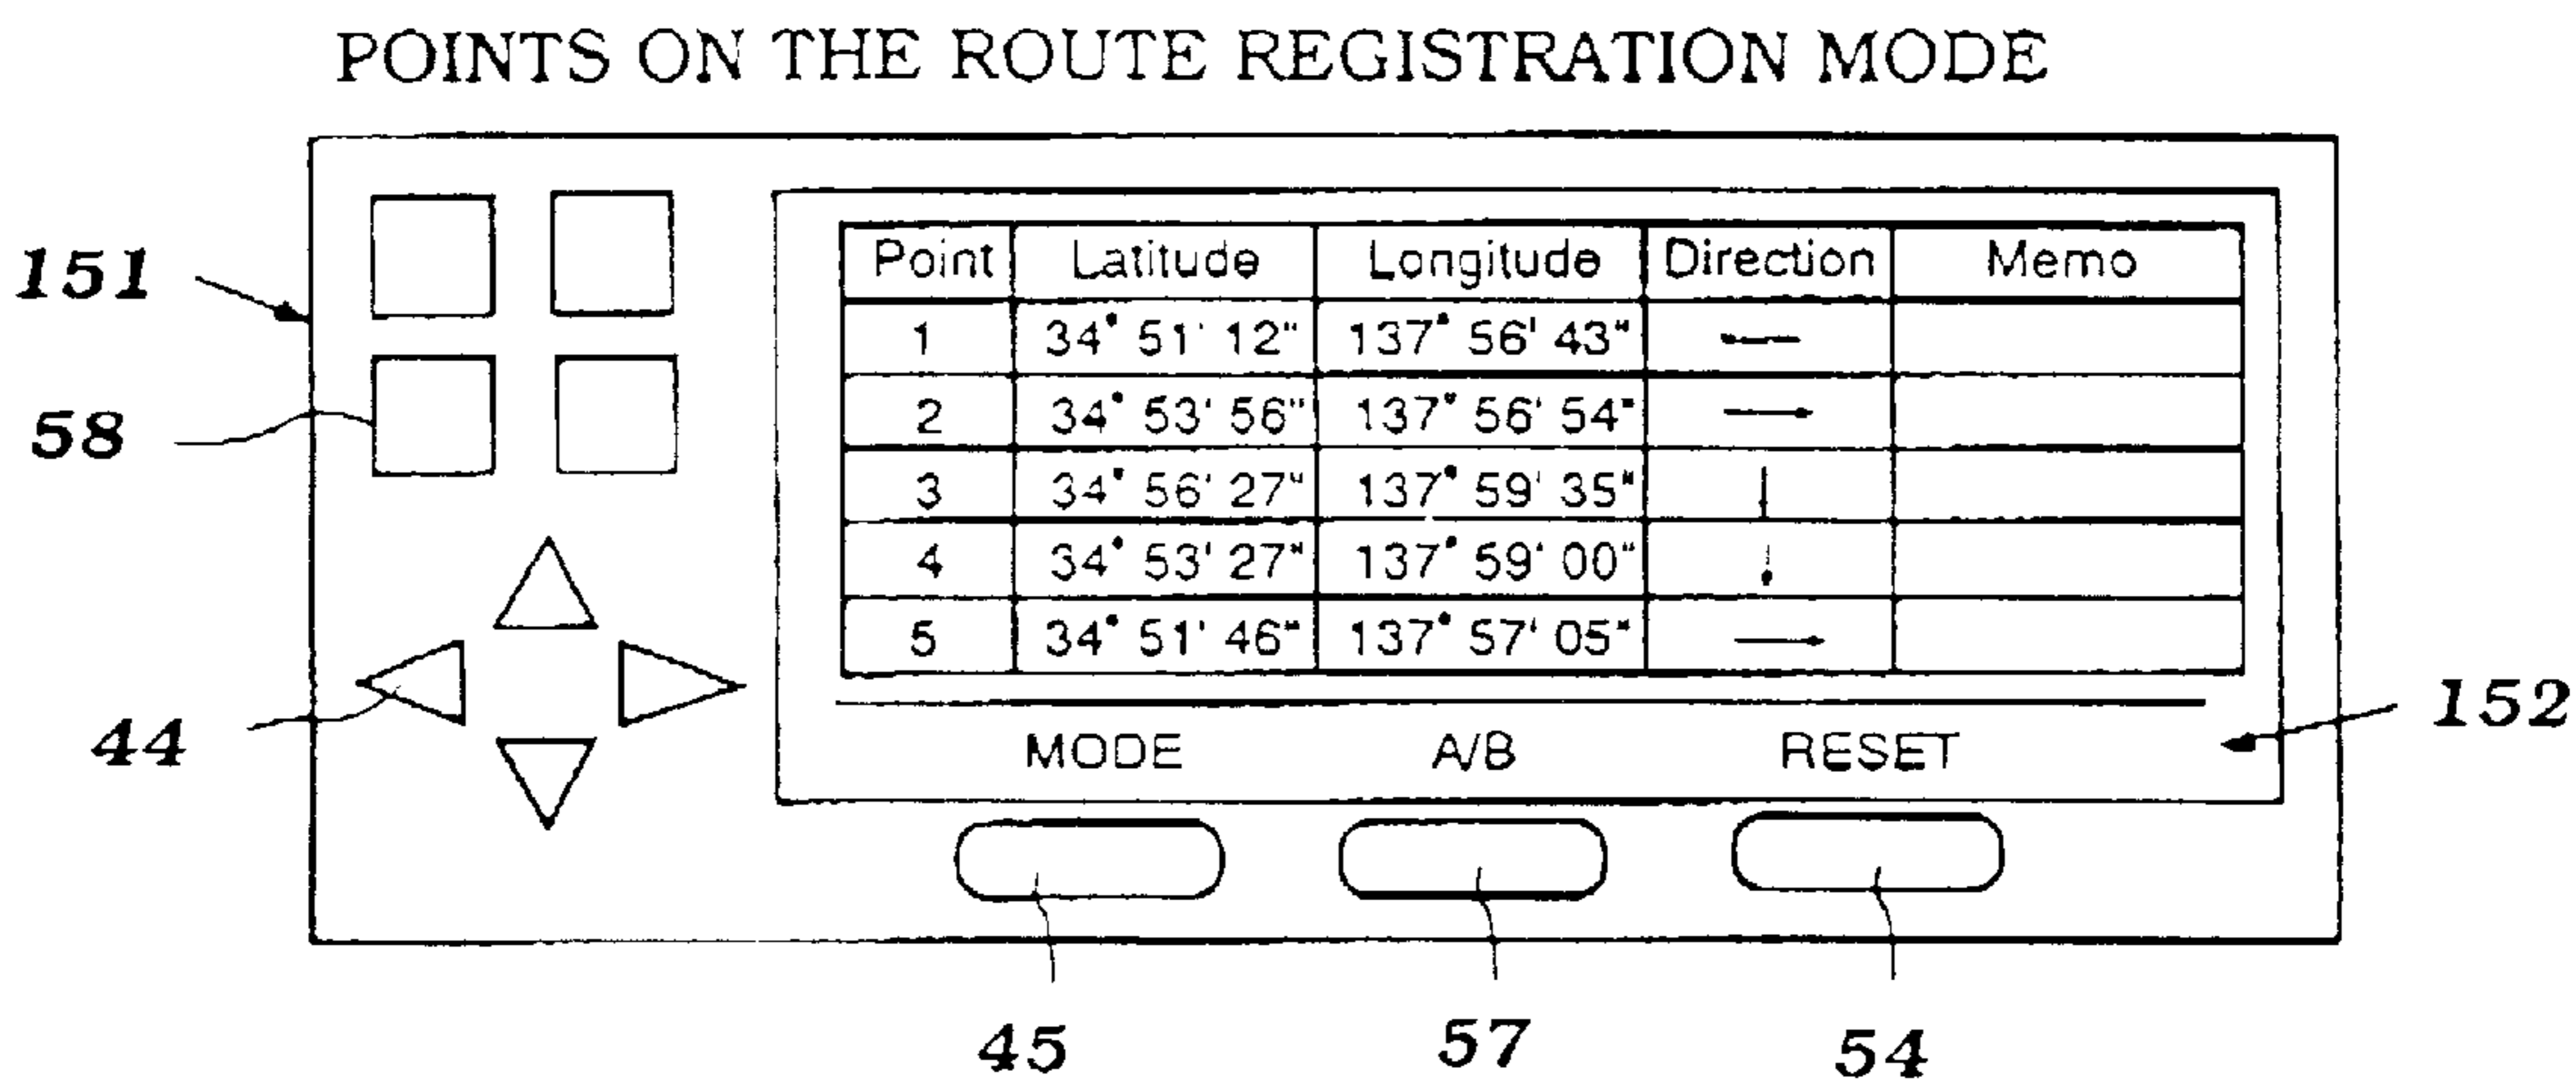 POINTS ON THE ROUTE REGISTRATION MODE
151
58
44
Point Latitude Longitude Direction Memo
1 34° 51' 12" 137° 56' 43"
2 34° 53' 56" 137° 56' 54"
3 34° 56' 27" 137° 59' 35"
4 34° 53' 27" 137° 59' 00"
5 34° 51' 46" 137° 57' 05"
MODE A/B RESET
152
45 57 54